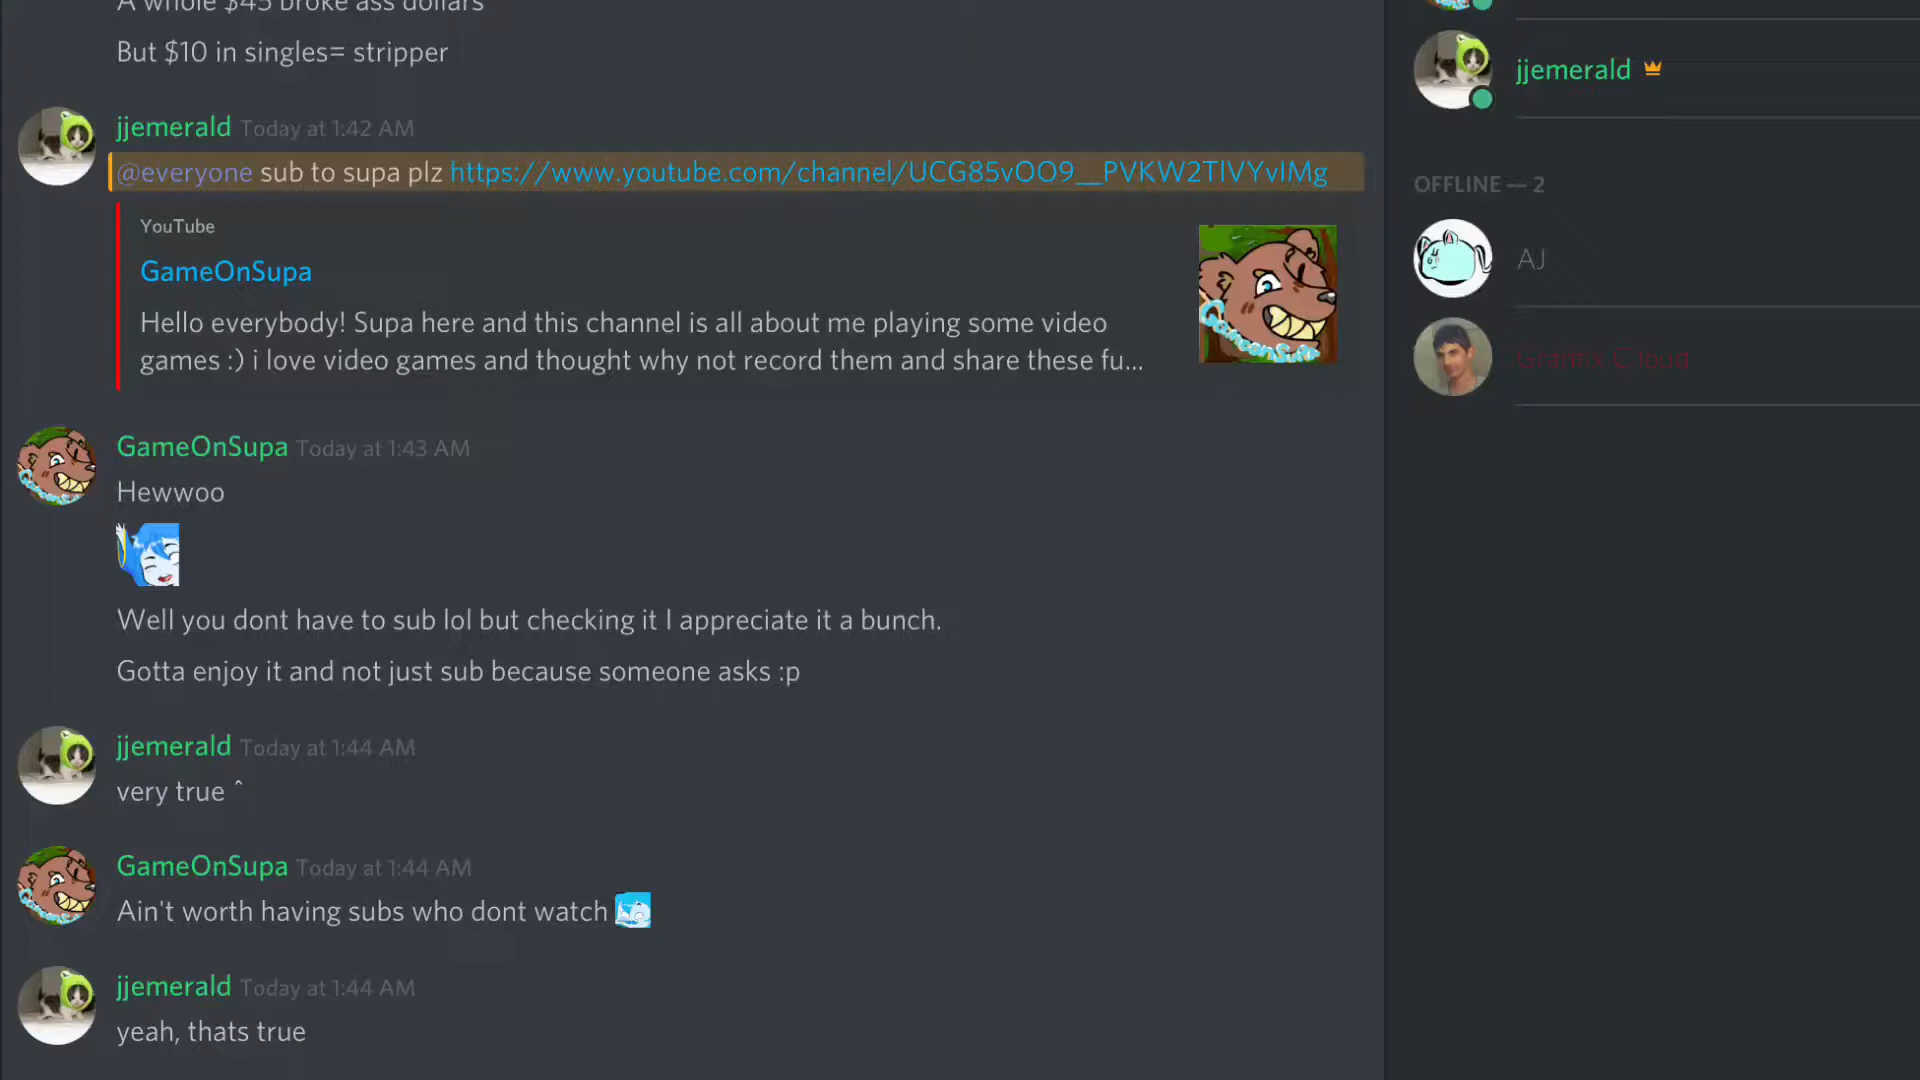 A whole $45 broke ass dollars
But $10 in singles= stripper
jjemerald Today at 1:42 AM
@everyone sub to supa plz https://www.youtube.com/channel/UCG85vOO9__PVKW2TlVYvIMg
YouTube
GameOnSupa
Hello everybody! Supa here and this channel is all about me playing some video
games :) i love video games and thought why not record them and share these fu...
GameOnSupa Today at 1:43 AM
Hewwoo
Well you dont have to sub lol but checking it I appreciate it a bunch.
Gotta enjoy it and not just sub because someone asks :p
jjemerald Today at 1:44 AM
very true ^
GameOnSupa Today at 1:44 AM
Ain't worth having subs who dont watch
jjemerald Today at 1:44 AM
yeah, thats true
jjemerald
OFFLINE — 2
AJ
Cloud